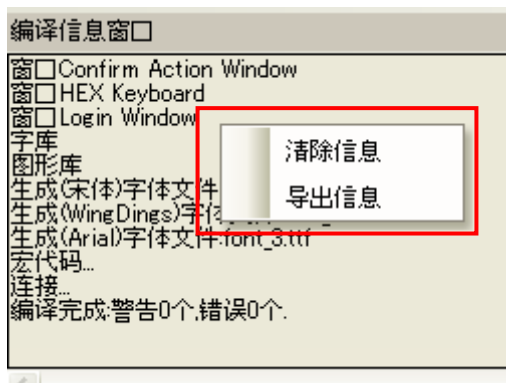 编译信息窗口
窗口Confirm Action Window
窗口HEX Keyboard
窗口Login Window
字库
图形库
生成(宋体)字体文件
生成(WingDings)字体
生成(Arial)字体文件:font_3.ttf
宏代码...
连接...
编译完成:警告0个,错误0个.
清除信息
导出信息